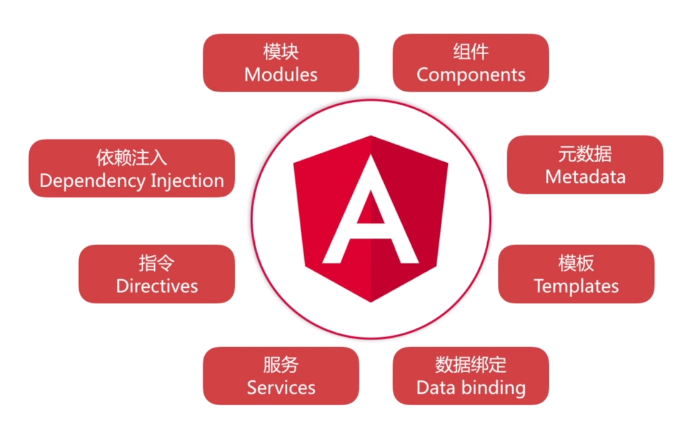 模块
Modules
组件
Components
依赖注入
Dependency Injection
元数据
Metadata
指令
Directives
模板
Templates
服务
Services
数据绑定
Data binding
A